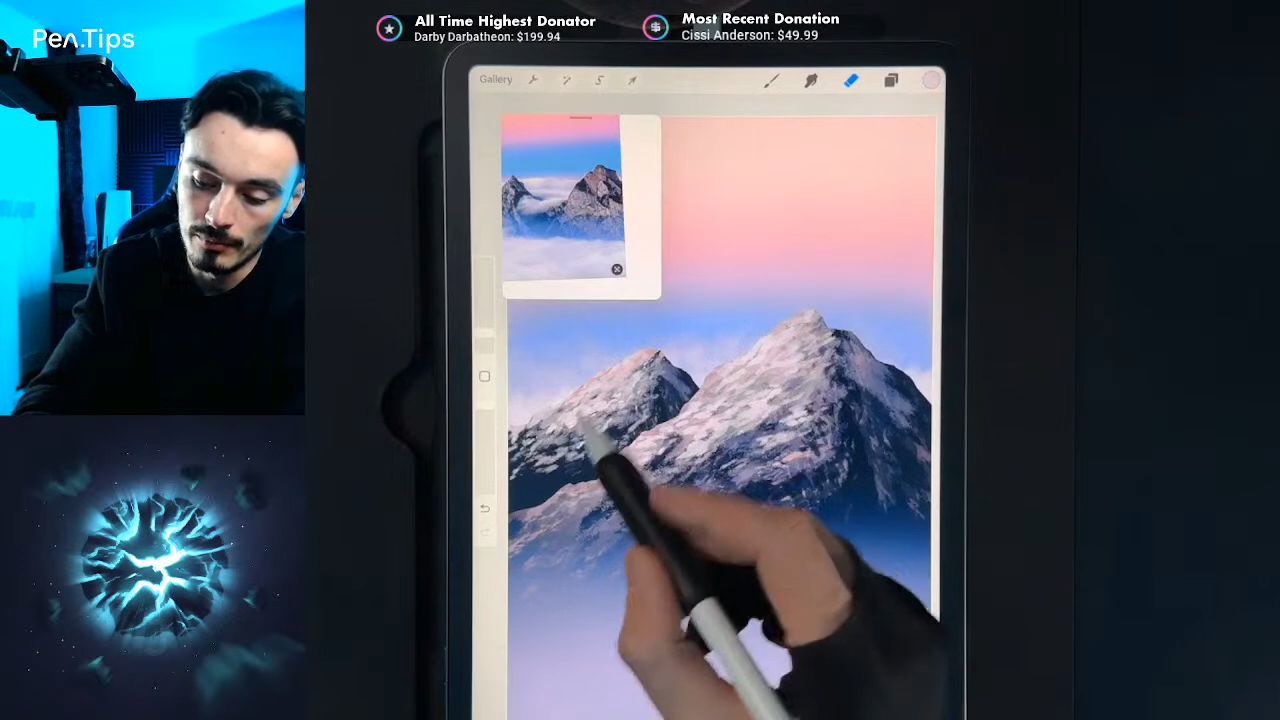 Pen.Tips
All Time Highest Donator
Darby Darbatheon: $199.94
Most Recent Donation
Cissi Anderson: $49.99
Gallery